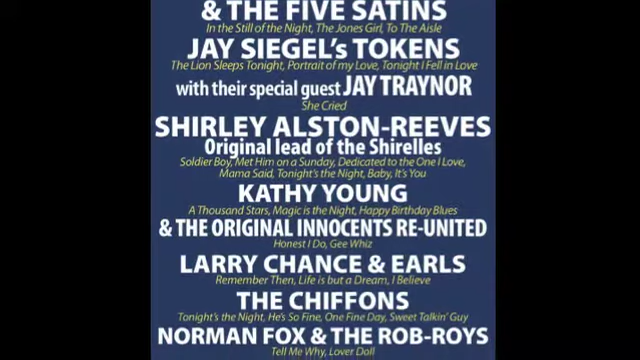 & THE FIVE SATINS
In the Still of the Night, The Jones Girl, To The Aisle
JAY SIEGEL's TOKENS
The Lion Sleeps Tonight, Portrait of my Love, Tonight I Fell in Love
with their special guest JAY TRAYNOR
She Cried
SHIRLEY ALSTON-REEVES
Original lead of the Shirelles
Soldier Boy, Met Him on a Sunday, Dedicated to the One I Love,
Mama Said, Tonight's the Night, Baby, It's You
KATHY YOUNG
A Thousand Stars, Magic is the Night, Happy Birthday Blues
& THE ORIGINAL INNOCENTS RE-UNITED
Honest I Do, Gee Whiz
LARRY CHANCE & EARLS
Remember Then, Life is but a Dream, I Believe
THE CHIFFONS
Tonight's the Night, He's So Fine, One Fine Day, Sweet Talkin' Guy
NORMAN FOX & THE ROB-ROYS
Tell Me Why, Lover Doll